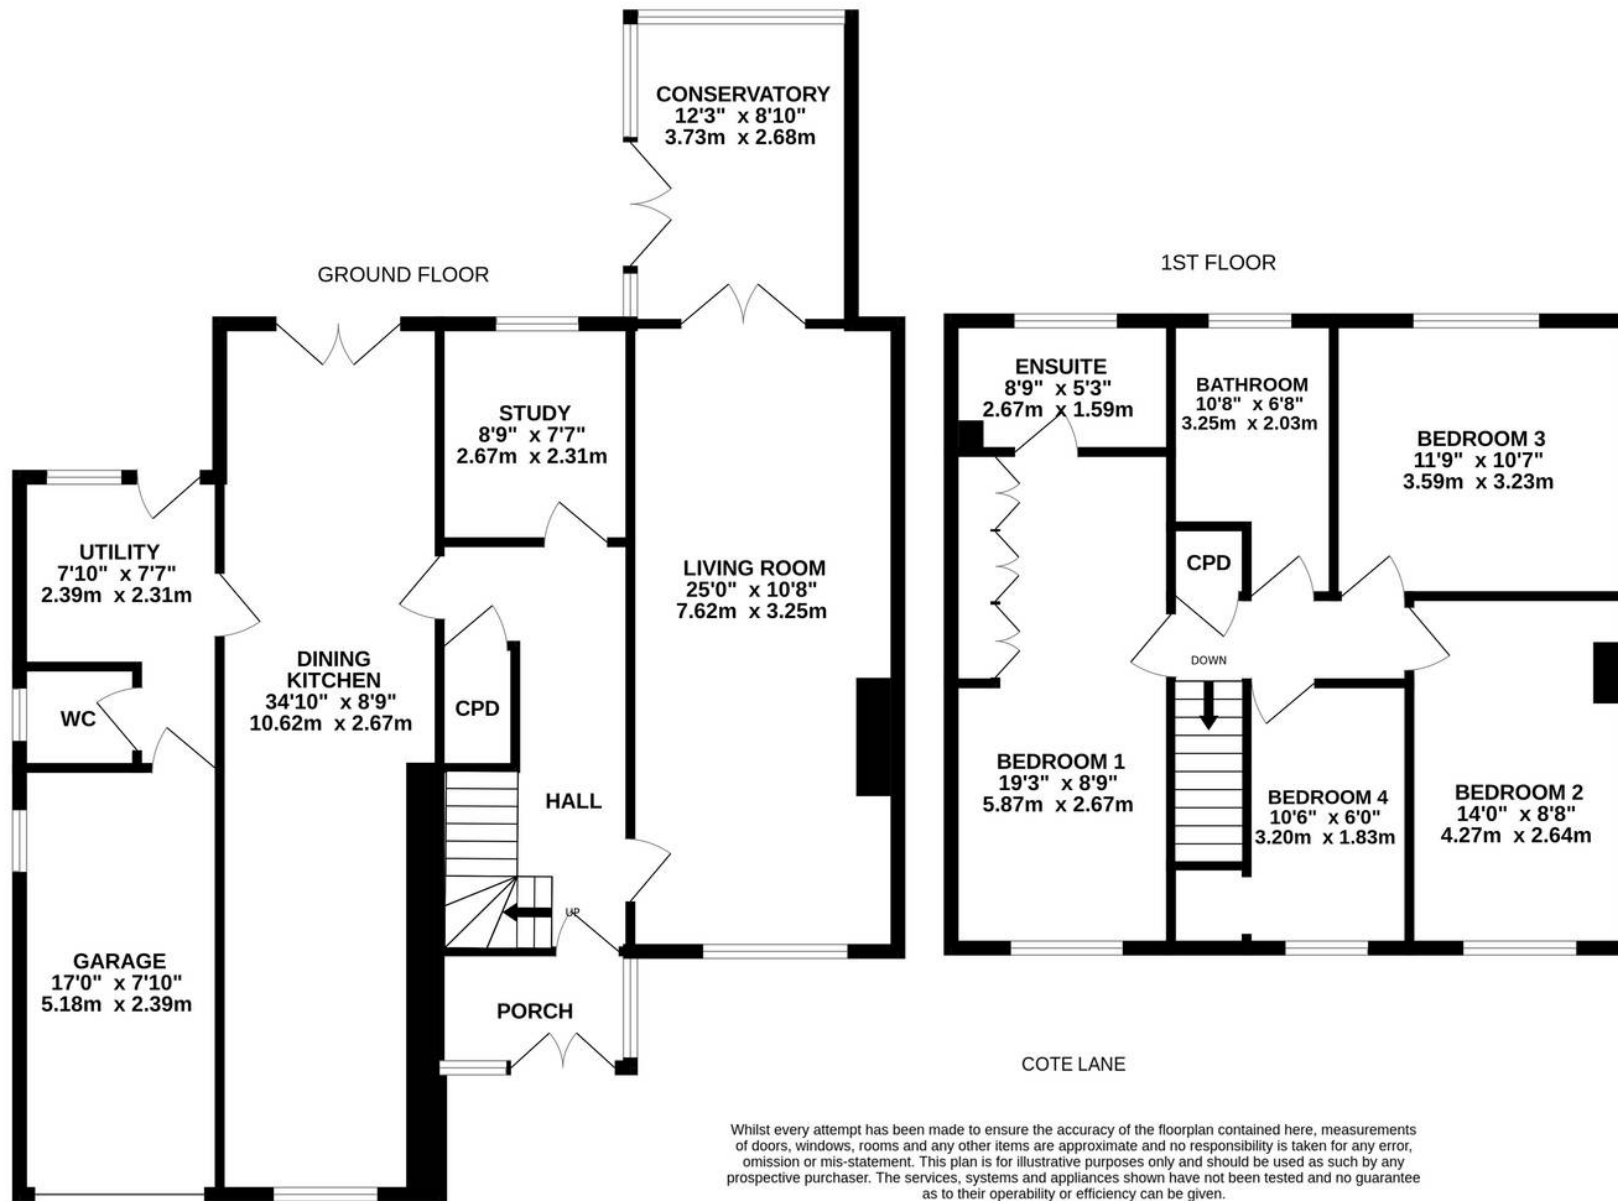 GROUND FLOOR
CONSERVATORY
12'3" x 8'10"
3.73m x 2.68m
STUDY
8'9" x 7'7"
2.67m x 2.31m
UTILITY
7'10" x 7'7"
2.39m x 2.31m
LIVING ROOM
25'0" x 10'8"
7.62m x 3.25m
DINING
KITCHEN
34'10" x 8'9"
10.62m x 2.67m
WC
CPD
HALL
UP
GARAGE
17'0" x 7'10"
5.18m x 2.39m
PORCH
1ST FLOOR
ENSUITE
8'9" x 5'3"
2.67m x 1.59m
BATHROOM
10'8" x 6'8"
3.25m x 2.03m
BEDROOM 3
11'9" x 10'7"
3.59m x 3.23m
CPD
DOWN
BEDROOM 1
19'3" x 8'9"
5.87m x 2.67m
BEDROOM 4
10'6" x 6'0"
3.20m x 1.83m
BEDROOM 2
14'0" x 8'8"
4.27m x 2.64m
COTE LANE
Whilst every attempt has been made to ensure the accuracy of the floorplan contained here, measurements
of doors, windows, rooms and any other items are approximate and no responsibility is taken for any error,
omission or mis-statement. This plan is for illustrative purposes only and should be used as such by any
prospective purchaser. The services, systems and appliances shown have not been tested and no guarantee
as to their operability or efficiency can be given.